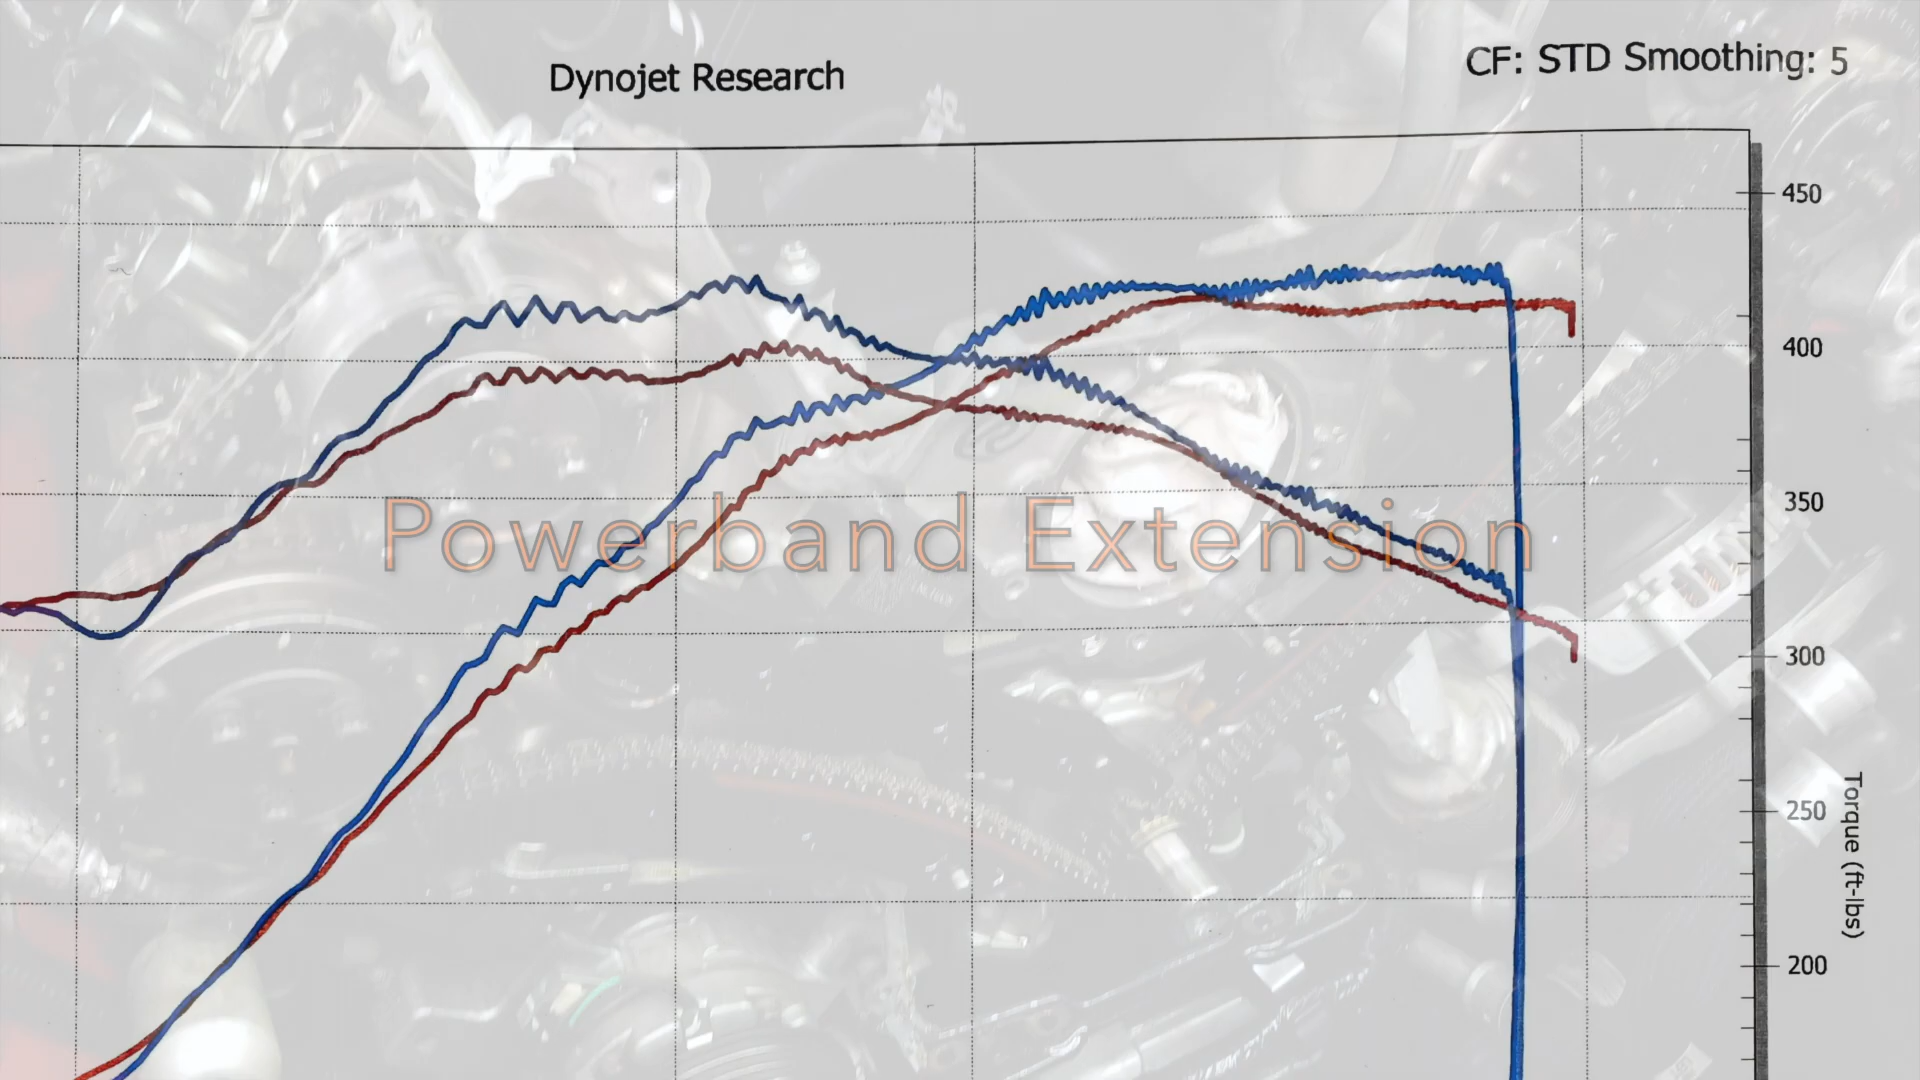 Dynojet Research
CF: STD Smoothing: 5
450
400
350
Powerband Extension
300
250
Torque (ft-lbs)
200